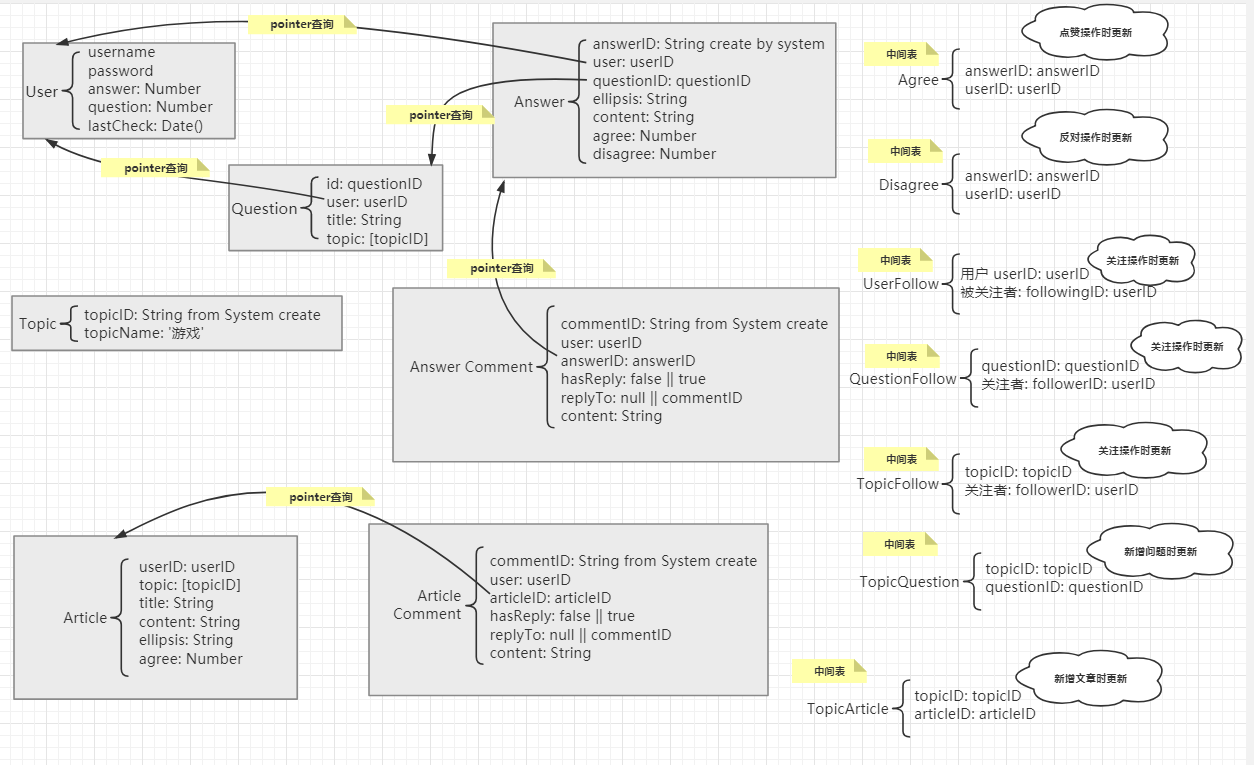 pointer查询
User
username
password
answer: Number
question: Number
lastCheck: Date()
pointer查询
Answer
answerID: String create by system
user: userID
questionID: questionID
ellipsis: String
content: String
agree: Number
disagree: Number
pointer查询
Question
id: questionID
user: userID
title: String
topic: [topicID]
pointer查询
Topic
topicID: String from System create
topicName: '游戏'
Answer Comment
commentID: String from System create
user: userID
answerID: answerID
hasReply: false || true
replyTo: null || commentID
content: String
pointer查询
Article
userID: userID
topic: [topicID]
title: String
content: String
ellipsis: String
agree: Number
Article
Comment
commentID: String from System create
user: userID
articleID: articleID
hasReply: false || true
replyTo: null || commentID
content: String
中间表
点赞操作时更新
Agree
answerID: answerID
userID: userID
中间表
反对操作时更新
Disagree
answerID: answerID
userID: userID
中间表
关注操作时更新
UserFollow
用户 userID: userID
被关注者: followingID: userID
中间表
关注操作时更新
QuestionFollow
questionID: questionID
关注者: followerID: userID
中间表
关注操作时更新
TopicFollow
topicID: topicID
关注者: followerID: userID
中间表
新增问题时更新
TopicQuestion
topicID: topicID
questionID: questionID
中间表
新增文章时更新
TopicArticle
topicID: topicID
articleID: articleID